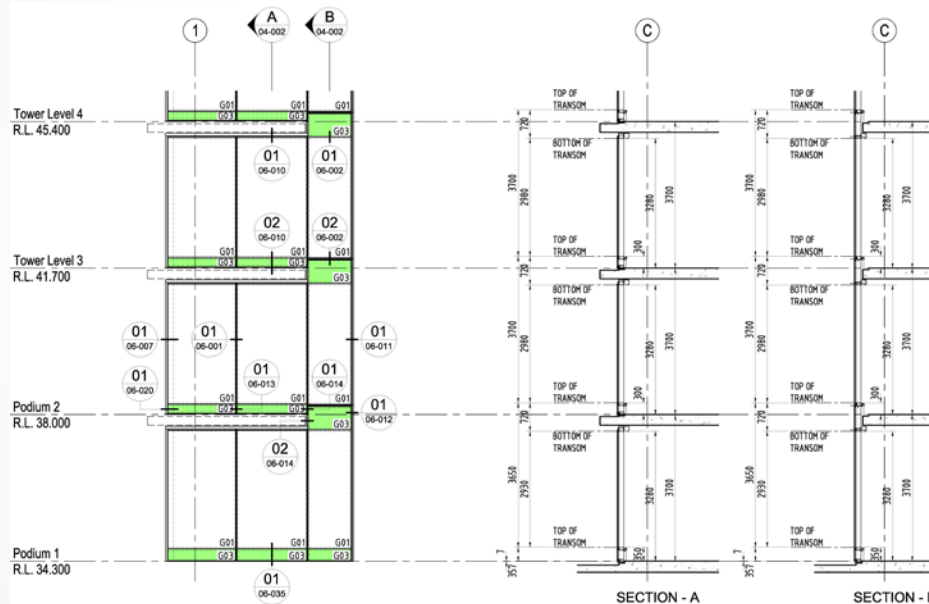 1
A
04-002
B
04-002
C
C
Tower Level 4
R.L. 45.400
G01
G01
G01
G03
G03
G03
01
06-010
01
06-002
02
06-010
02
06-002
Tower Level 3
R.L. 41.700
G01
G01
G01
G03
G03
G03
01
06-007
01
06-001
01
06-011
01
06-020
01
06-013
01
06-014
01
06-012
Podium 2
R.L. 38.000
G01
G01
G01
G03
G03
G03
02
06-014
Podium 1
R.L. 34.300
G01
G01
G01
G03
G03
G03
01
06-035
TOP OF
TRANSOM
720
BOTTOM OF
TRANSOM
3700
2980
3280
3700
TOP OF
TRANSOM
300
720
BOTTOM OF
TRANSOM
3700
2980
3280
3700
TOP OF
TRANSOM
300
720
BOTTOM OF
TRANSOM
3650
2930
3280
3700
TOP OF
TRANSOM
7
350
357
SECTION - A
TOP OF
TRANSOM
720
BOTTOM OF
TRANSOM
3700
2980
3280
3700
TOP OF
TRANSOM
300
720
BOTTOM OF
TRANSOM
3700
2980
3280
3700
TOP OF
TRANSOM
300
720
BOTTOM OF
TRANSOM
3650
2930
3280
3700
TOP OF
TRANSOM
7
350
357
SECTION -